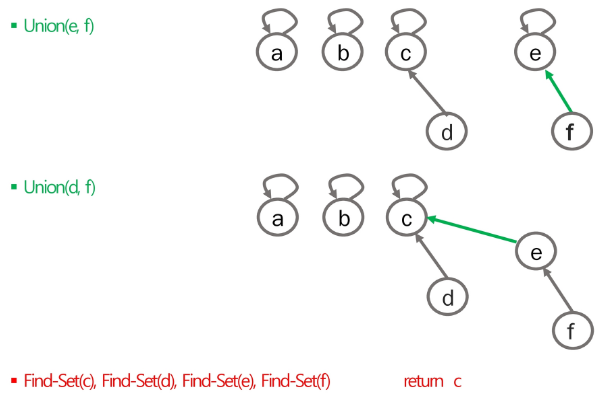 ▪ Union(e, f)
a b c e
d f
▪ Union(d, f)
a b c
e
d
f
▪ Find-Set(c), Find-Set(d), Find-Set(e), Find-Set(f) return c